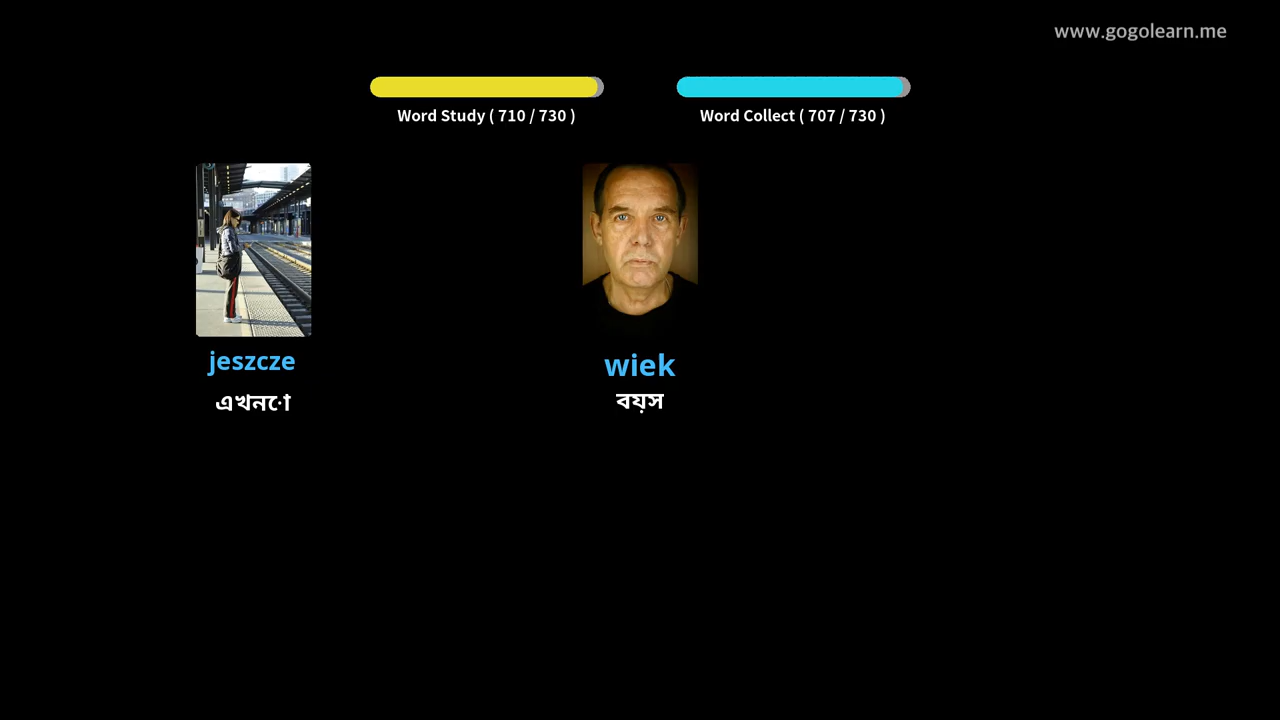 www.gogolearn.me
Word Study ( 710 / 730 )
Word Collect ( 707 / 730 )
jeszcze
এখনো
wiek
বয়স